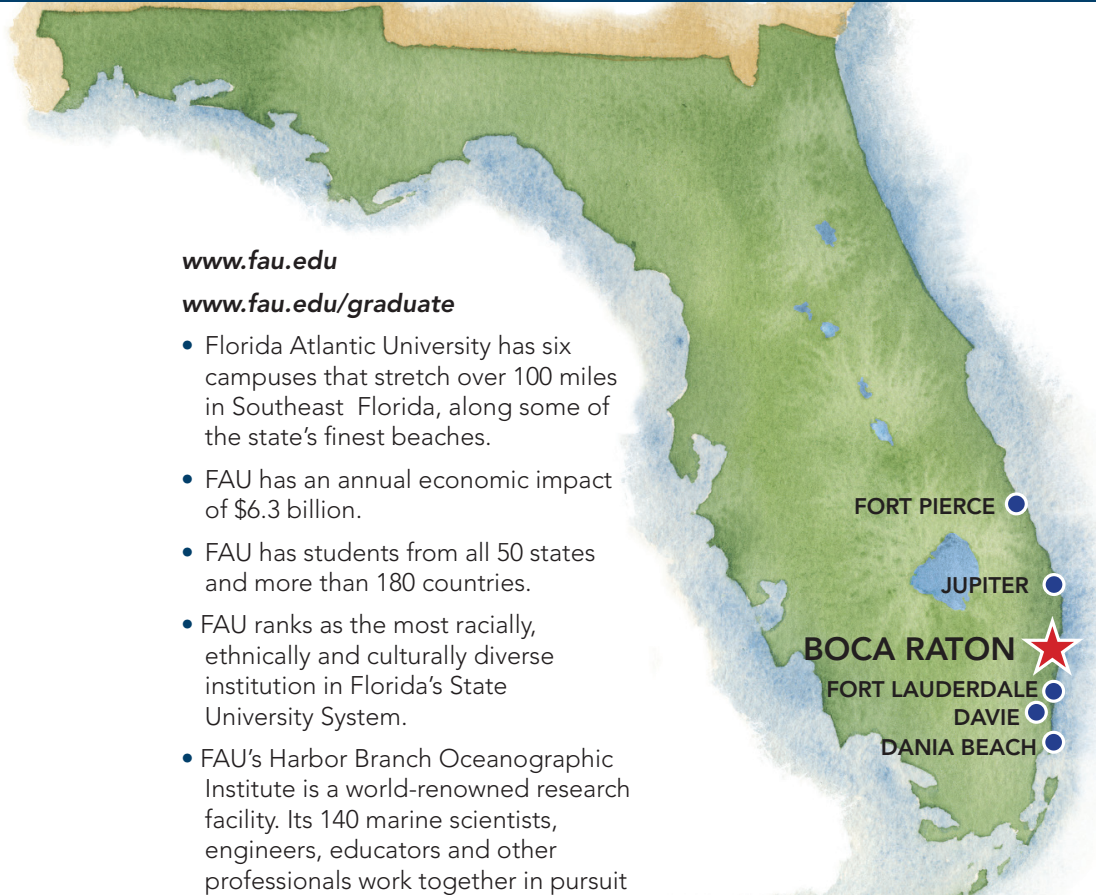 www.fau.edu
www.fau.edu/graduate
• Florida Atlantic University has six
campuses that stretch over 100 miles
in Southeast Florida, along some of
the state's finest beaches.
• FAU has an annual economic impact
of $6.3 billion.
• FAU has students from all 50 states
and more than 180 countries.
• FAU ranks as the most racially,
ethnically and culturally diverse
institution in Florida's State
University System.
• FAU's Harbor Branch Oceanographic
Institute is a world-renowned research
facility. Its 140 marine scientists,
engineers, educators and other
professionals work together in pursuit
FORT PIERCE
JUPITER
BOCA RATON
FORT LAUDERDALE
DAVIE
DANIA BEACH